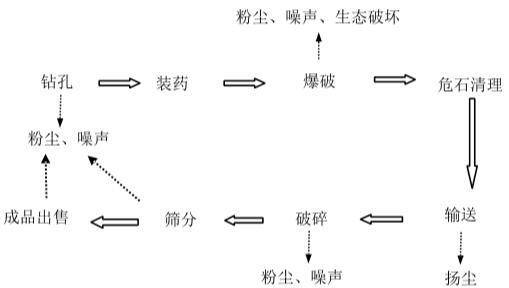 粉尘、噪声、生态破坏
钻孔 装药 爆破 危石清理
粉尘、噪声
成品出售 筛分 破碎 输送
粉尘、噪声 扬尘